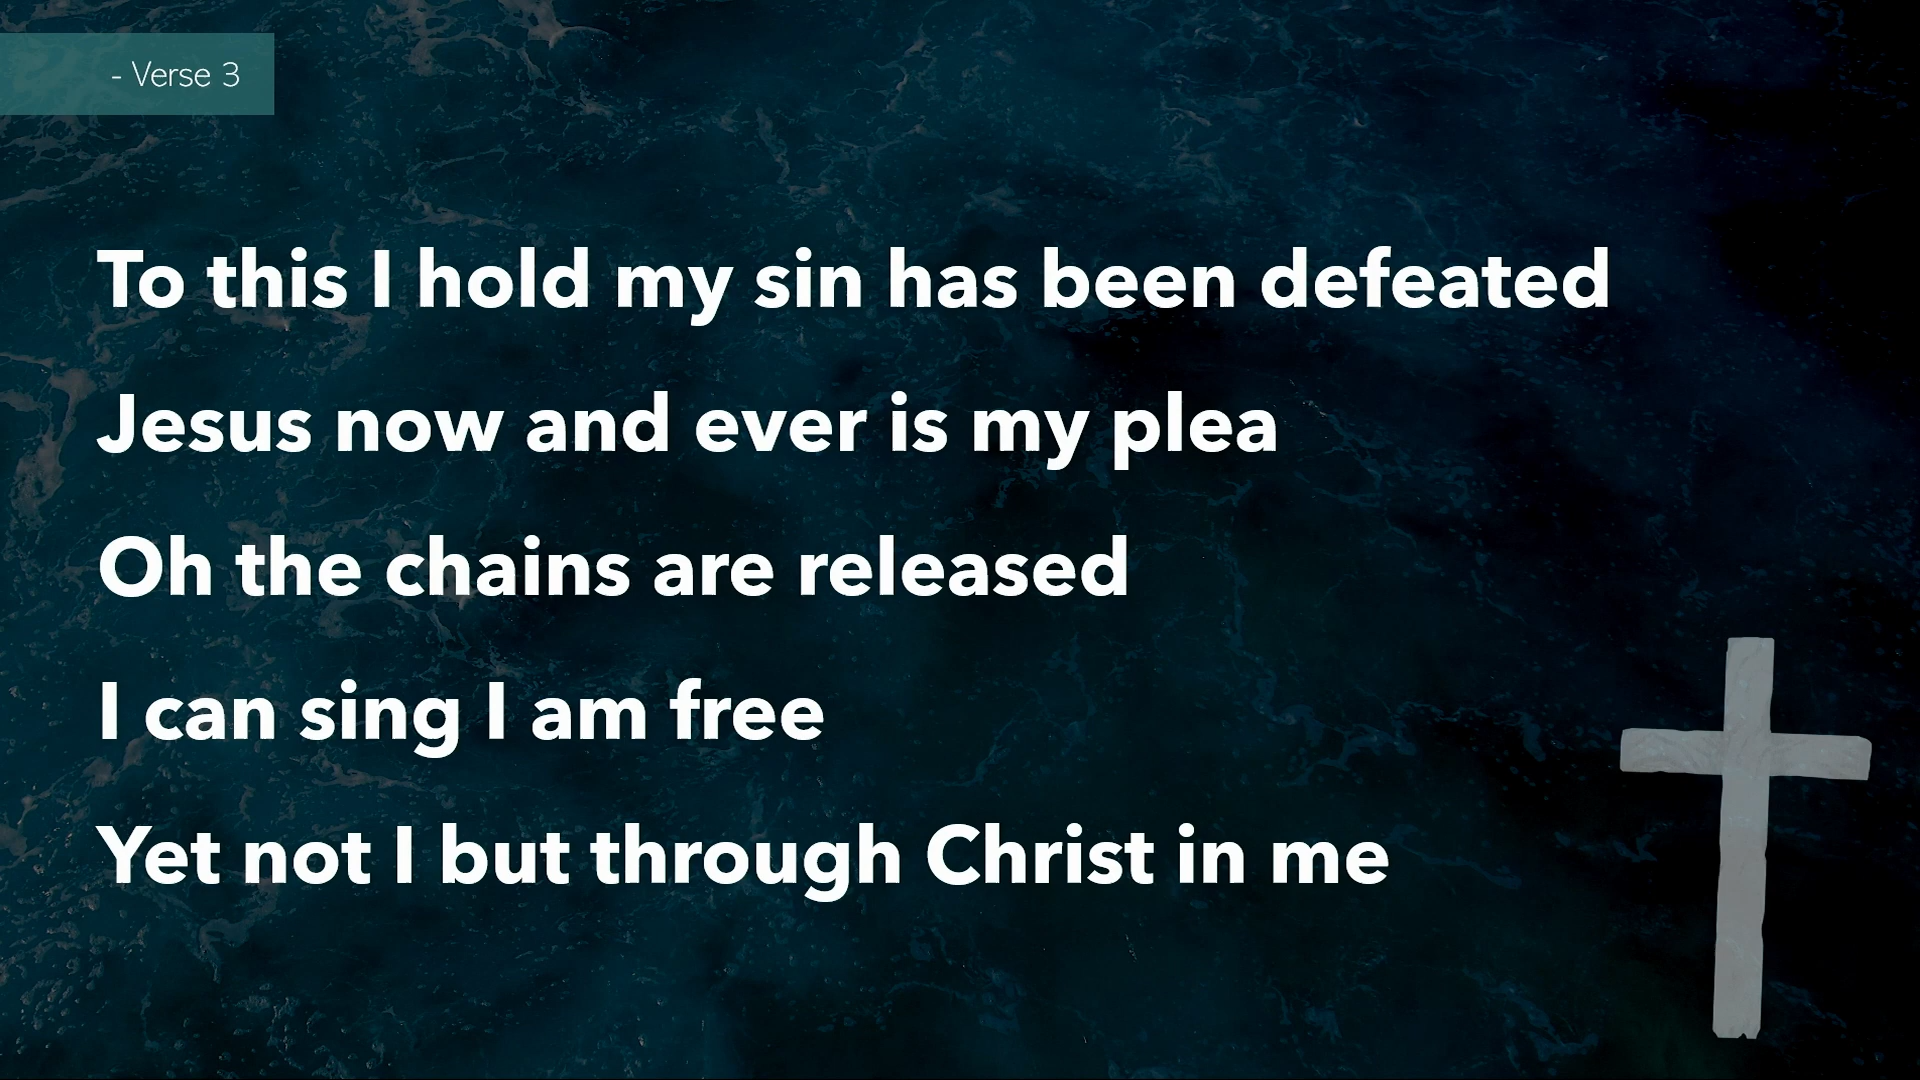 - Verse 3
To this I hold my sin has been defeated
Jesus now and ever is my plea
Oh the chains are released
I can sing I am free
Yet not I but through Christ in me